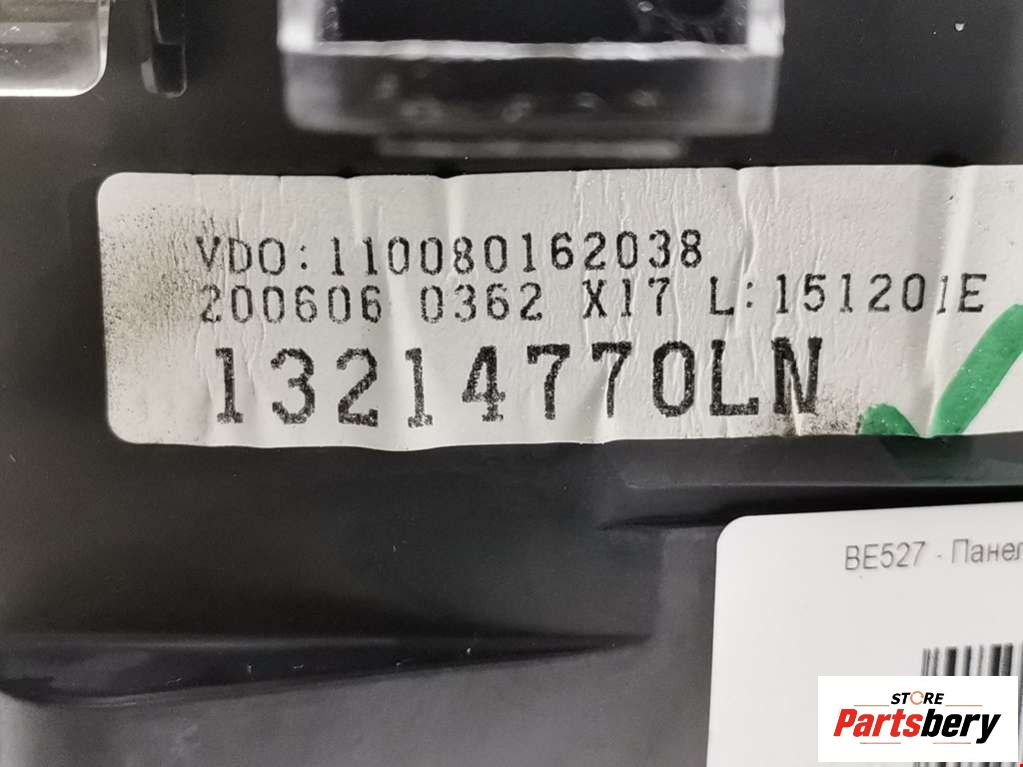 VDO:110080162038
200606 0362 X17 L:151201E
13214770LN
BE527 - Панел
STORE
Partsbery